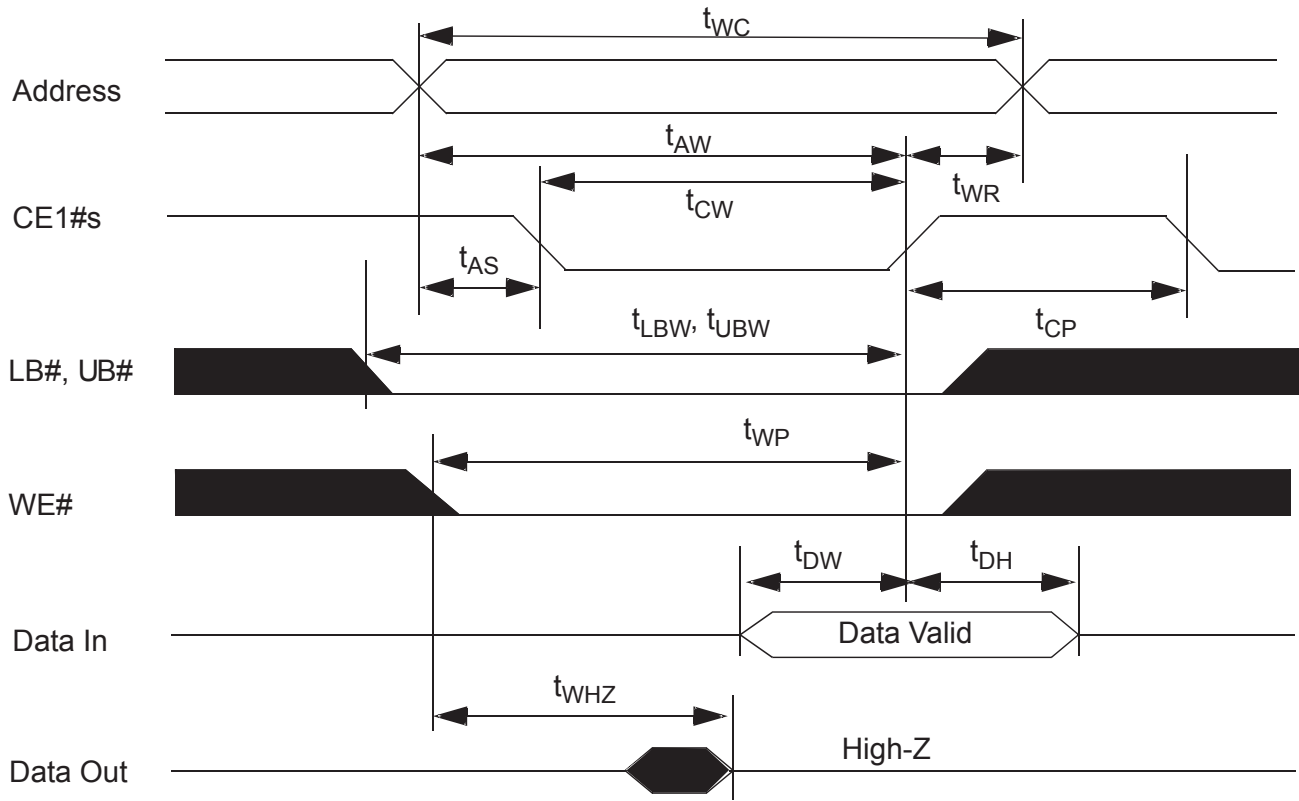 tWC
Address
tAW
tCW
tWR
CE1#s
tAS
tLBW, tUBW
tCP
LB#, UB#
tWP
WE#
tDW
tDH
Data In
Data Valid
tWHZ
High-Z
Data Out